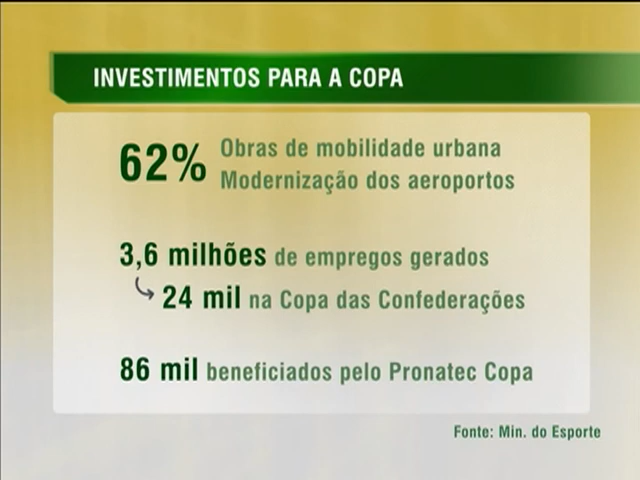 INVESTIMENTOS PARA A COPA
62% Obras de mobilidade urbana
Modernização dos aeroportos
3,6 milhões de empregos gerados
24 mil na Copa das Confederações
86 mil beneficiados pelo Pronatec Copa
Fonte: Min. do Esporte